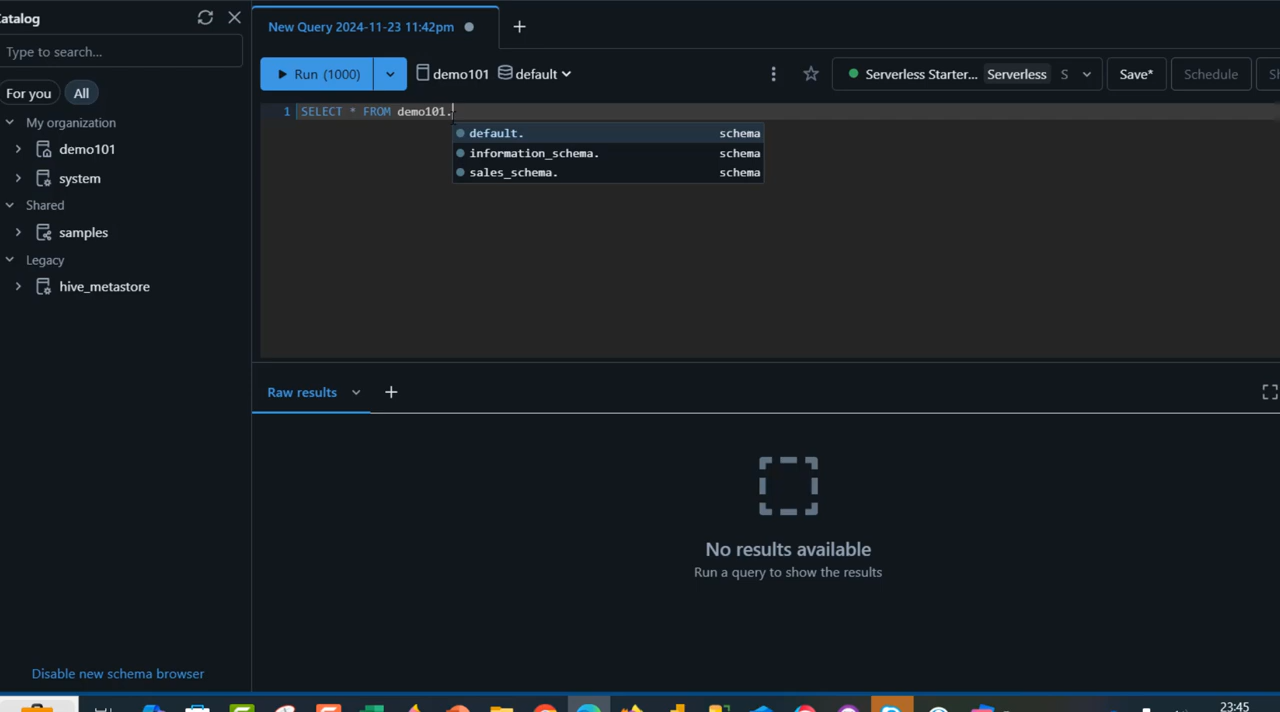 Catalog
Type to search...
For you All
My organization
demo101
system
Shared
samples
Legacy
hive_metastore
Disable new schema browser
New Query 2024-11-23 11:42pm
Run (1000) demo101 default Serverless Starter... Serverless S Save* Schedule
1 SELECT * FROM demo101.
default. schema
information_schema. schema
sales_schema. schema
Raw results
No results available
Run a query to show the results
23:45